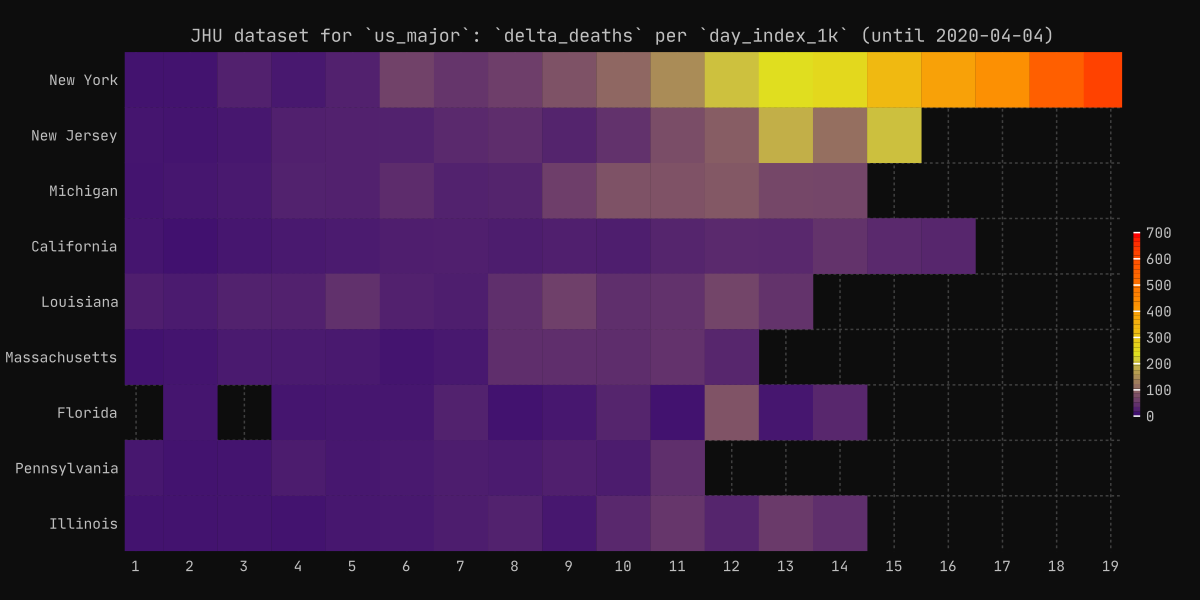 JHU dataset for `us_major`: `delta_deaths` per `day_index_1k` (until 2020-04-04)
New York
New Jersey
Michigan
California
Louisiana
Massachusetts
Florida
Pennsylvania
Illinois
700
600
500
400
300
200
100
0
1 2 3 4 5 6 7 8 9 10 11 12 13 14 15 16 17 18 19